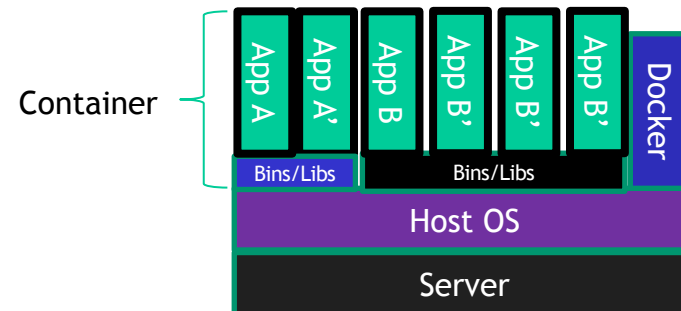 Container
App A
App A’
App B
App B’
App B’
App B’
Docker
Bins/Libs
Bins/Libs
Host OS
Server